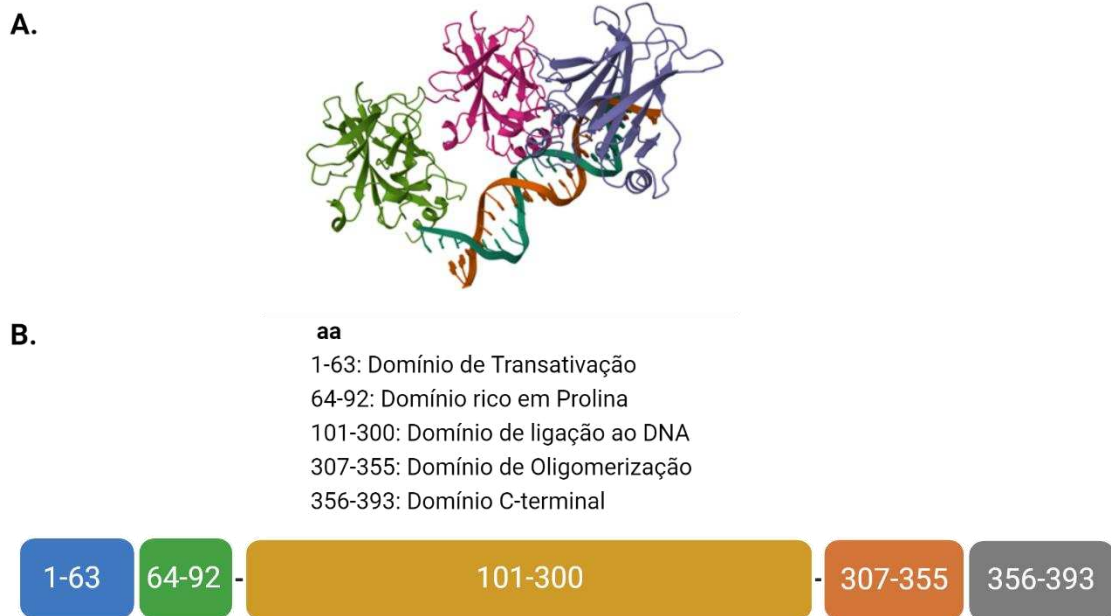 A.
B.
aa
1-63: Domínio de Transativação
64-92: Domínio rico em Prolina
101-300: Domínio de ligação ao DNA
307-355: Domínio de Oligomerização
356-393: Domínio C-terminal
1-63 64-92 - 101-300 - 307-355 356-393